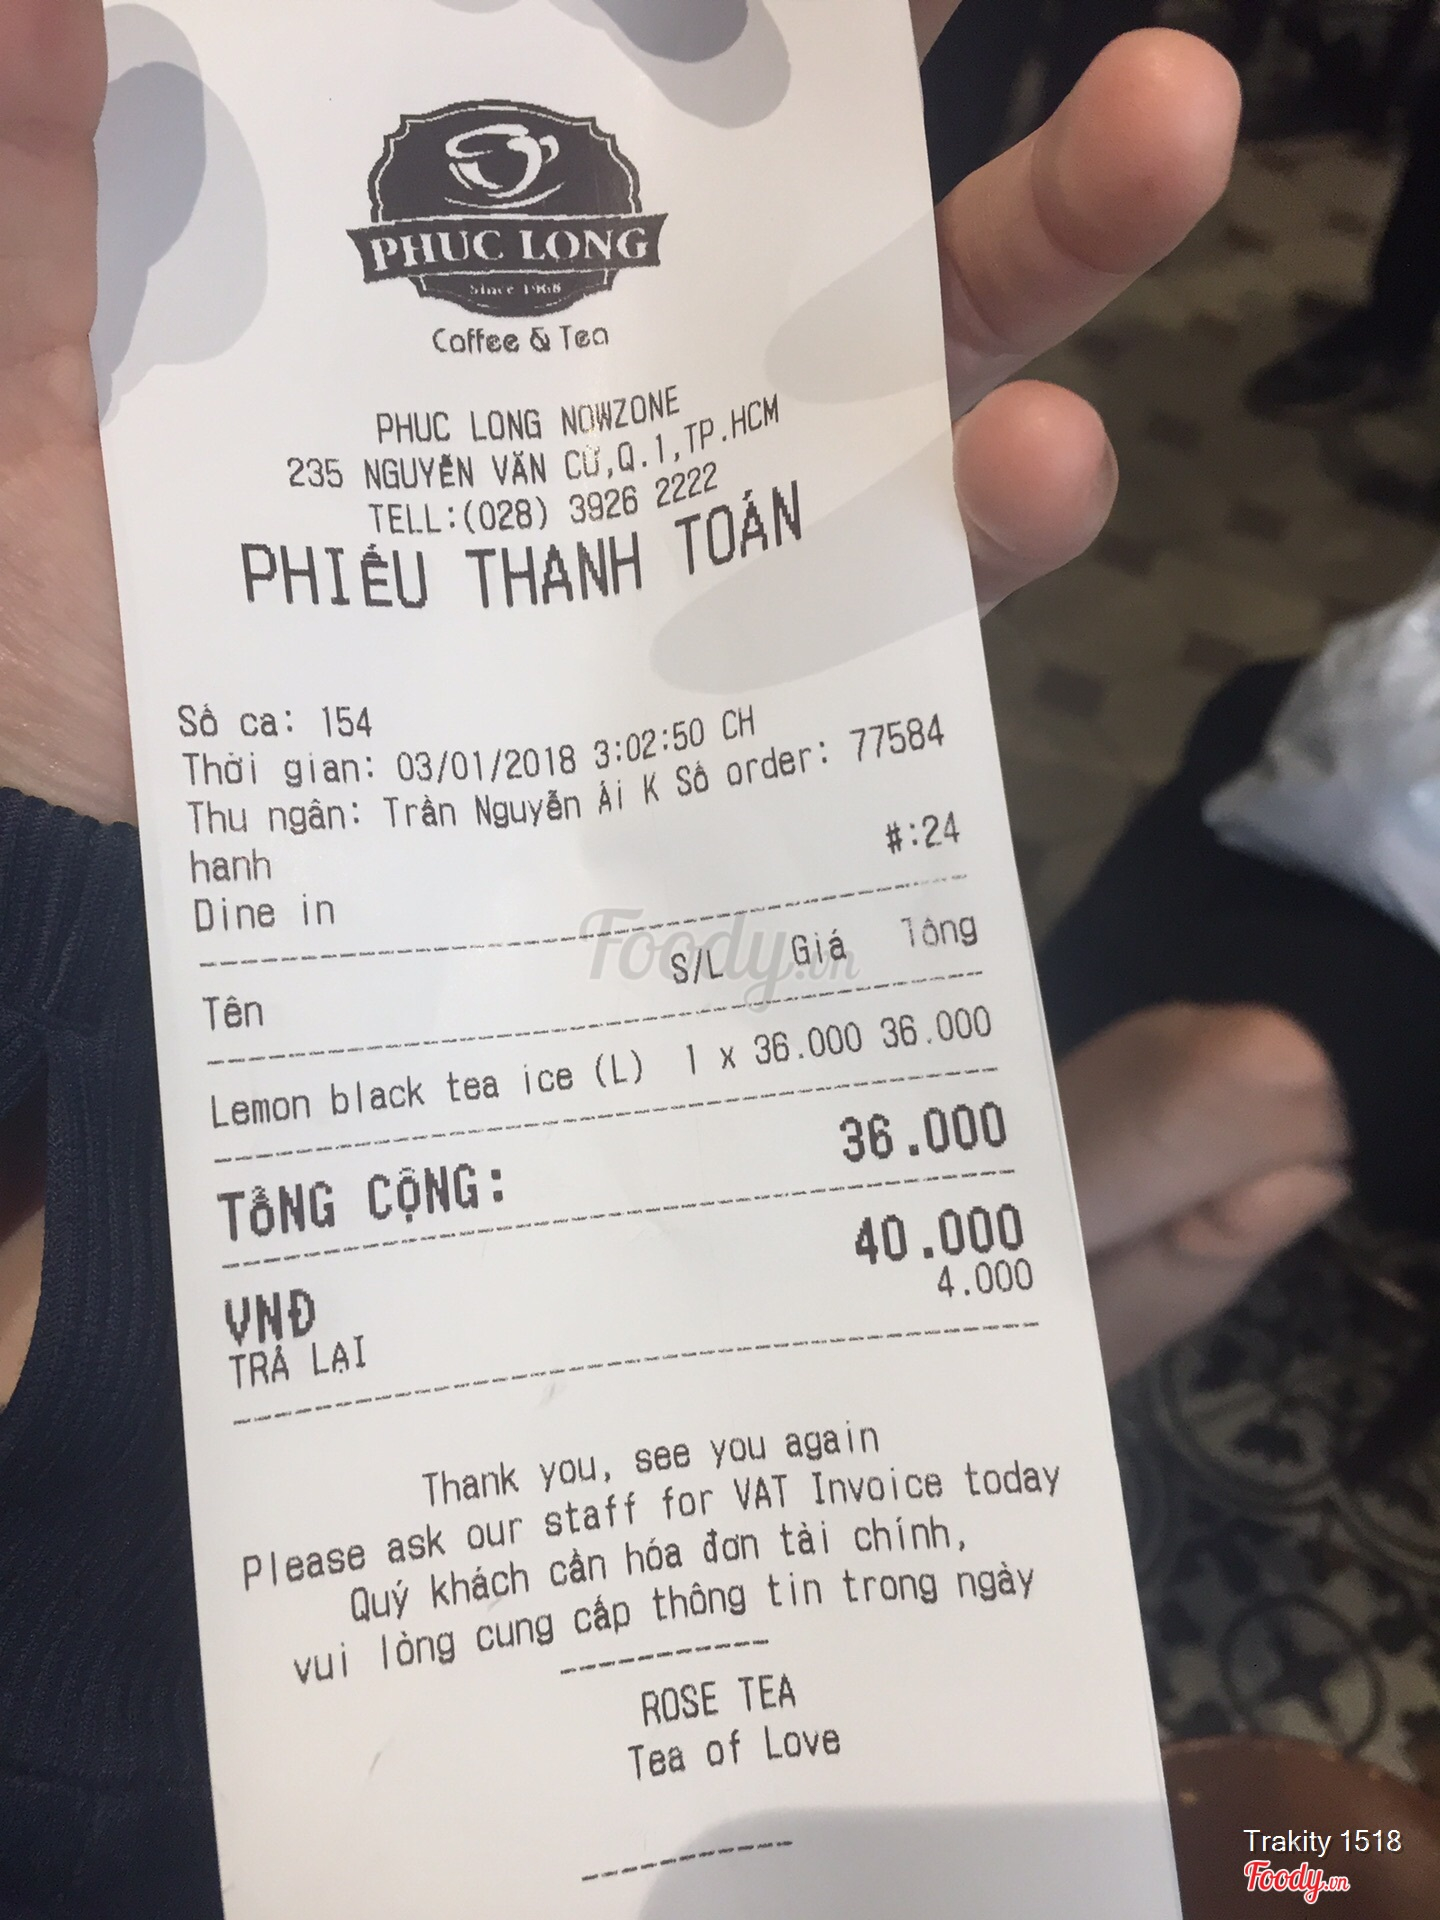 PHUC LONG
Since 1968
Coffee & Tea
PHUC LONG NOWZONE
235 NGUYỄN VĂN CỪ,Q.1,TP.HCM
TELL:(028) 3926 2222
PHIẾU THANH TOÁN
Số ca: 154
Thời gian: 03/01/2018 3:02:50 CH
Thu ngân: Trần Nguyễn Ái K Số order: 77584
hanh
Dine in #:24
Tên S/L Giá Tổng
Lemon black tea ice (L) 1 x 36.000 36.000
TỔNG CỘNG: 36.000
VNĐ 40.000
TRẢ LẠI 4.000
Thank you, see you again
Please ask our staff for VAT Invoice today
Quý khách cần hóa đơn tài chính,
vui lòng cung cấp thông tin trong ngày
ROSE TEA
Tea of Love
Foody.vn
Trakity 1518
Foody.vn